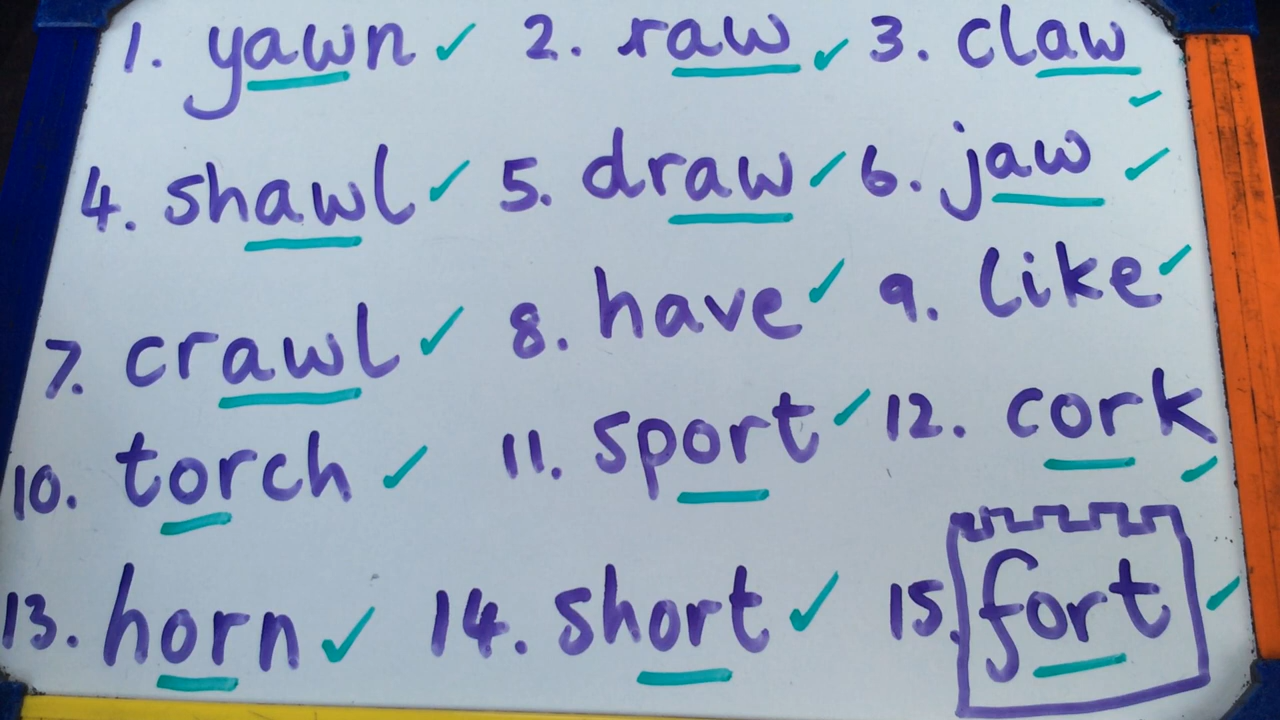 1. yawn 2. raw 3. claw
4. shawl 5. draw 6. jaw
7. crawl 8. have 9. like
10. torch 11. sport 12. cork
13. horn 14. short 15. fort